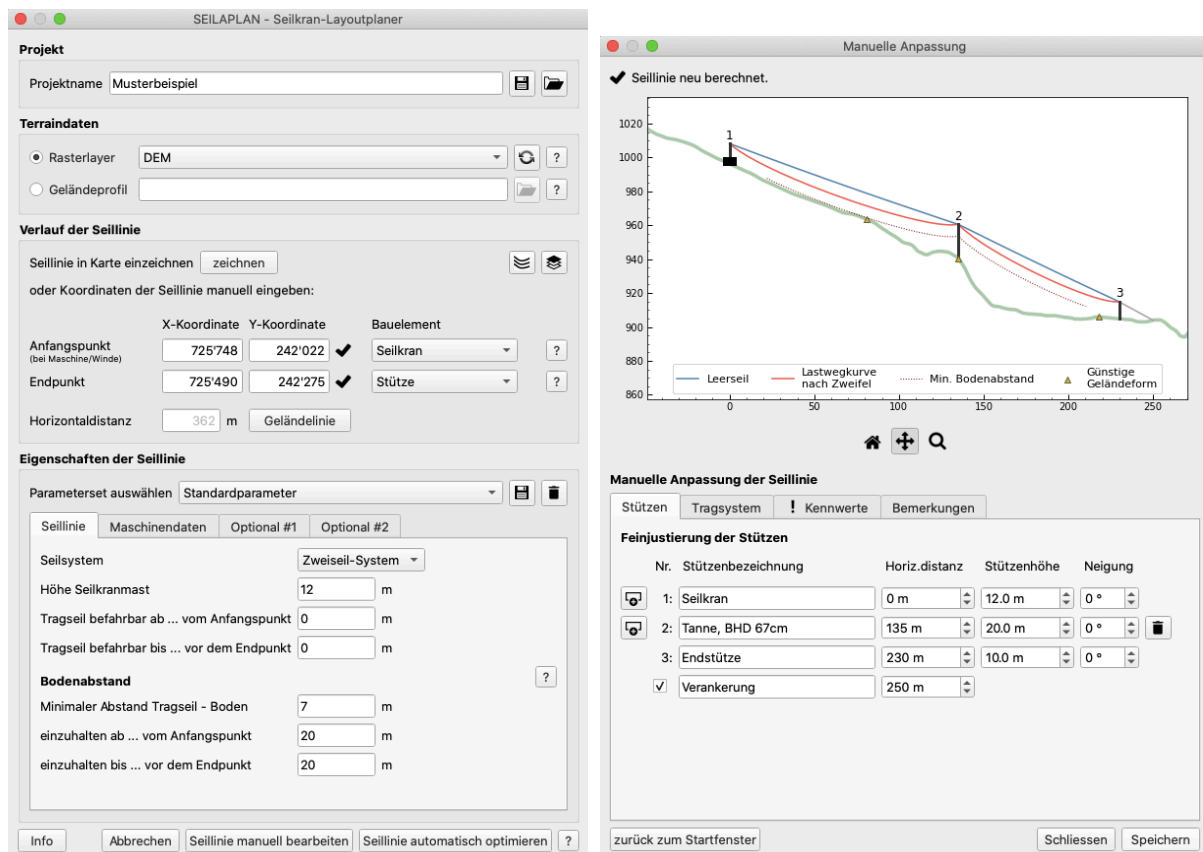 SEILAPLAN - Seilkran-Layoutplaner
Projekt
Projektname Musterbeispiel
Terraindaten
Rasterlayer DEM ?
Geländeprofil ?
Verlauf der Seillinie
Seillinie in Karte einzeichnen zeichnen
oder Koordinaten der Seillinie manuell eingeben:
X-Koordinate Y-Koordinate Bauelement
Anfangspunkt 725'748 242'022 Seilkran ?
(bei Maschine/Winde)
Endpunkt 725'490 242'275 Stütze ?
Horizontaldistanz 362 m Geländelinie
Eigenschaften der Seillinie
Parameterset auswählen Standardparameter
Seillinie Maschinendaten Optional #1 Optional #2
Seilsystem Zweiseil-System
Höhe Seilkranmast 12 m
Tragseil befahrbar ab ... vom Anfangspunkt 0 m
Tragseil befahrbar bis ... vor dem Endpunkt 0 m
Bodenabstand ?
Minimaler Abstand Tragseil - Boden 7 m
einzuhalten ab ... vom Anfangspunkt 20 m
einzuhalten bis ... vor dem Endpunkt 20 m
Info Abbrechen Seillinie manuell bearbeiten Seillinie automatisch optimieren ?
Manuelle Anpassung
Seillinie neu berechnet.
1020
1000
980
960
940
920
900
880
860
1
2
3
Leerseil
Lastwegkurve
nach Zweifel
Min. Bodenabstand
Günstige
Geländeform
0 50 100 150 200 250
Manuelle Anpassung der Seillinie
Stützen Tragsystem ! Kennwerte Bemerkungen
Feinjustierung der Stützen
Nr. Stützenbezeichnung Horiz.distanz Stützenhöhe Neigung
1: Seilkran 0 m 12.0 m 0 °
2: Tanne, BHD 67cm 135 m 20.0 m 0 °
3: Endstütze 230 m 10.0 m 0 °
Verankerung 250 m
zurück zum Startfenster Schliessen Speichern